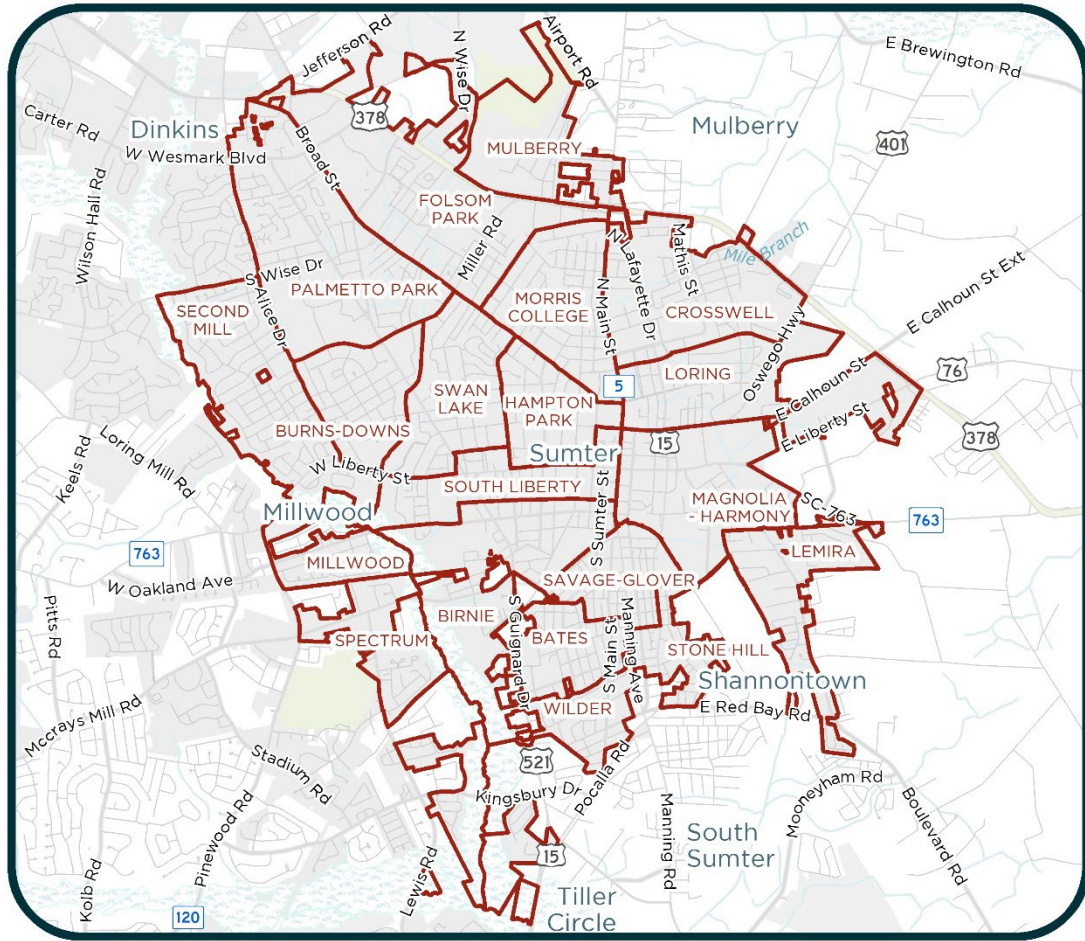 Jefferson Rd
N Wise Dr
Airport Rd
E Brewington Rd
Carter Rd
Dinkins
378
Mulberry
401
W Wesmark Blvd
Broad St
MULBERRY
Wilson Hall Rd
FOLSOM
PARK
Miller Rd
N Lafayette Dr
Mathis St
Mile Branch
E Calhoun St Ext
S Wise Dr
PALMETTO PARK
SECOND
MILL
S Alice Dr
MORRIS
COLLEGE
N Main St
CROSSWELL
Oswego Hwy
LORING
76
5
SWAN
LAKE
HAMPTON
PARK
E Calhoun St
E Liberty St
378
BURNS-DOWNS
Sumter
15
Keels Rd
Loring Mill Rd
W Liberty St
SOUTH LIBERTY
S Sumter St
MAGNOLIA
- HARMONY
SC-763
763
Millwood
763
LEMIRA
MILLWOOD
W Oakland Ave
SAVAGE-GLOVER
Pitts Rd
BIRNIE
S Guignard Dr
BATES
S Main St
Manning Ave
STONE HILL
SPECTRUM
Shannontown
E Red Bay Rd
WILDER
Mccrays Mill Rd
Stadium Rd
521
Pocalla Rd
Kingsbury Dr
Mooneyham Rd
Boulevard Rd
Manning Rd
South
Sumter
15
Pinewood Rd
Lewis Rd
Kolb Rd
120
Tiller
Circle